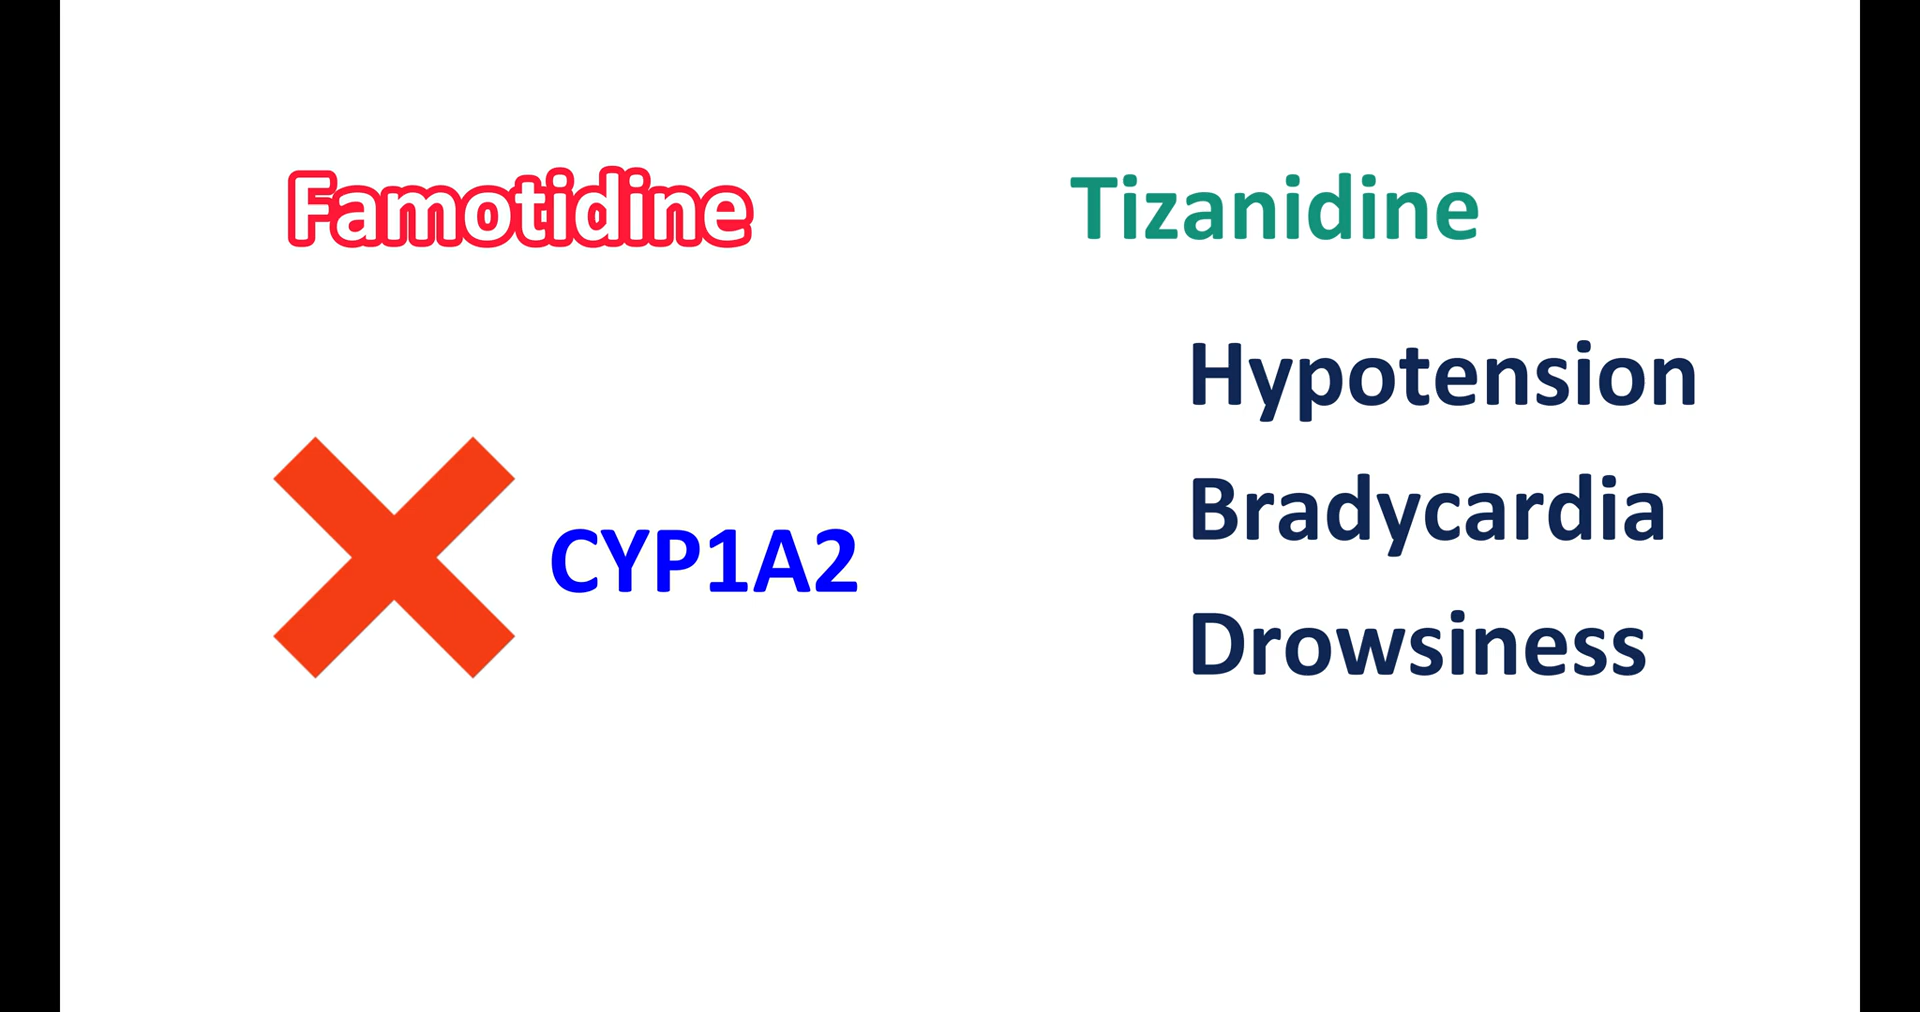 Famotidine
Tizanidine
CYP1A2
Hypotension
Bradycardia
Drowsiness